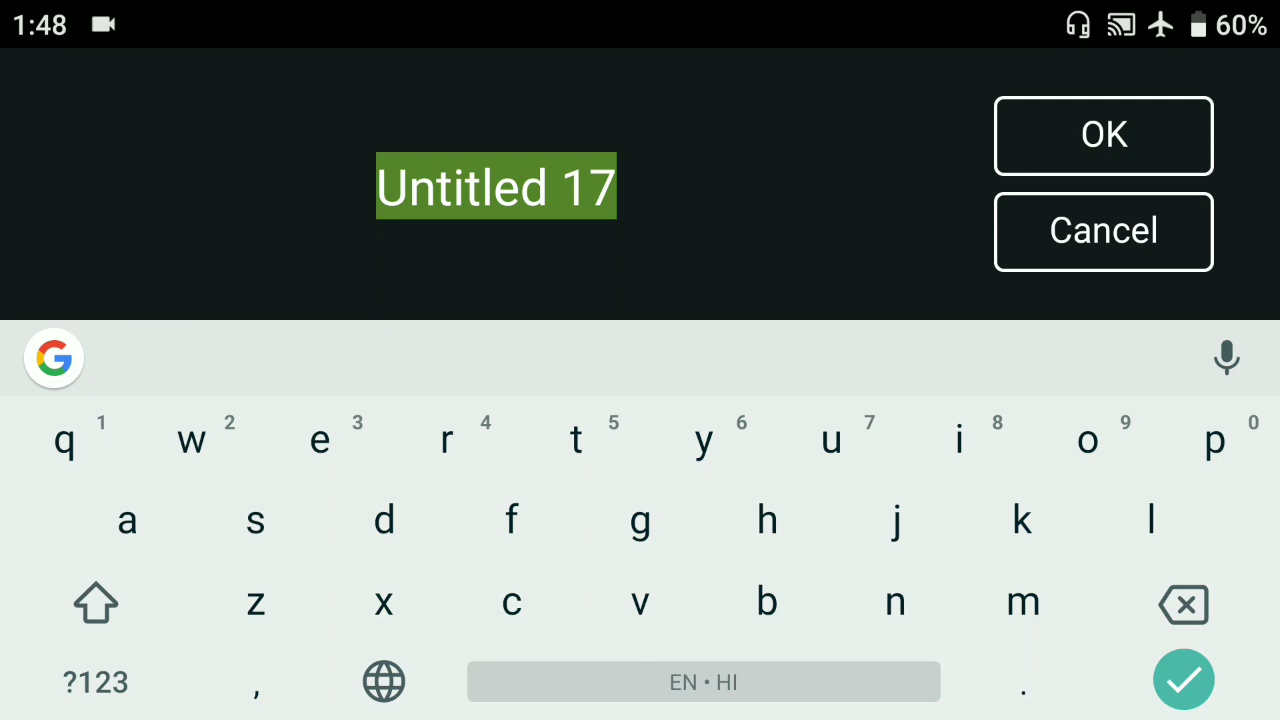 1:48 60%
Untitled 17
OK
Cancel
q 1 w 2 e 3 r 4 t 5 y 6 u 7 i 8 o 9 p 0
a s d f g h j k l
z x c v b n m
?123 , EN • HI .